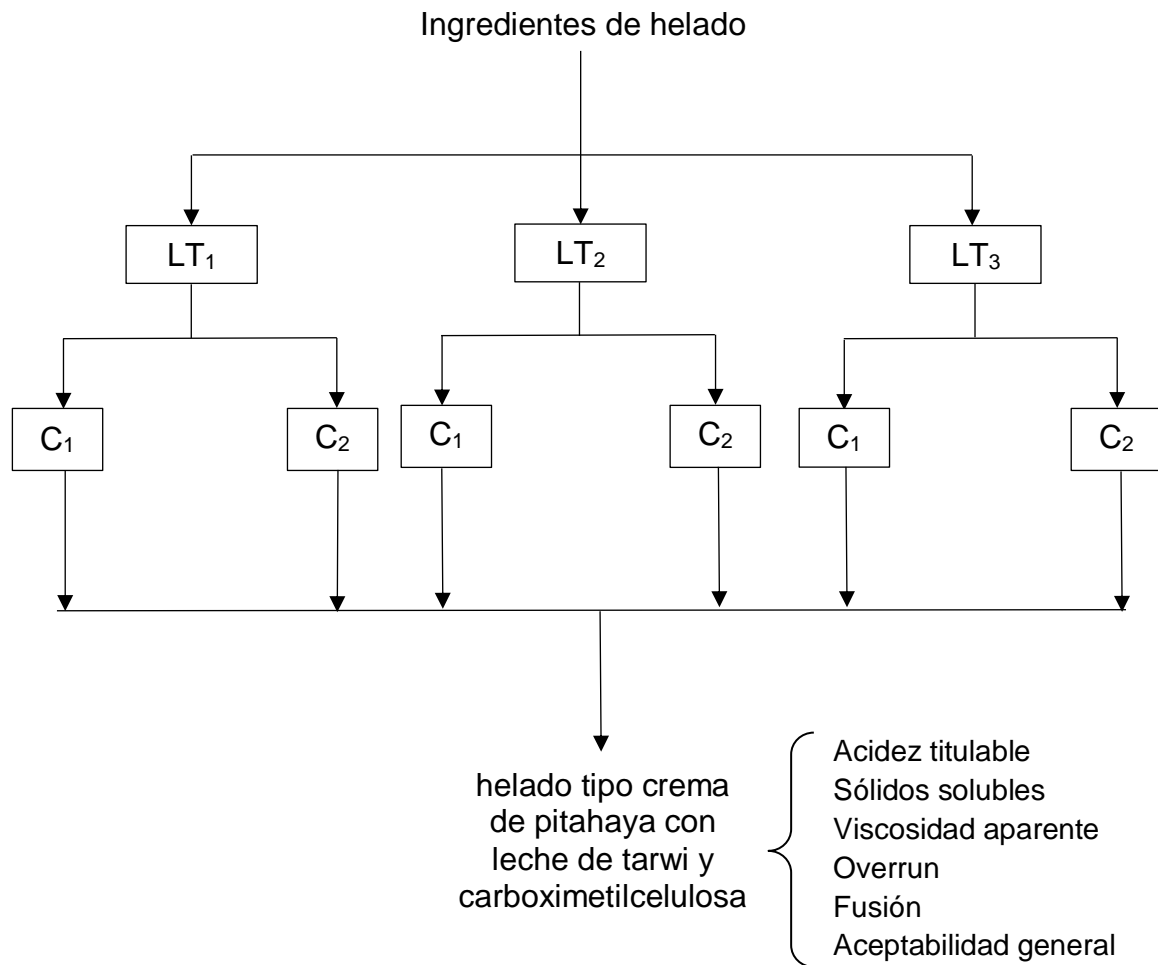 Ingredientes de helado
LT₁
LT₂
LT₃
C₁
C₂
C₁
C₂
C₁
C₂
helado tipo crema
de pitahaya con
leche de tarwi y
carboximetilcelulosa
Acidez titulable
Sólidos solubles
Viscosidad aparente
Overrun
Fusión
Aceptabilidad general